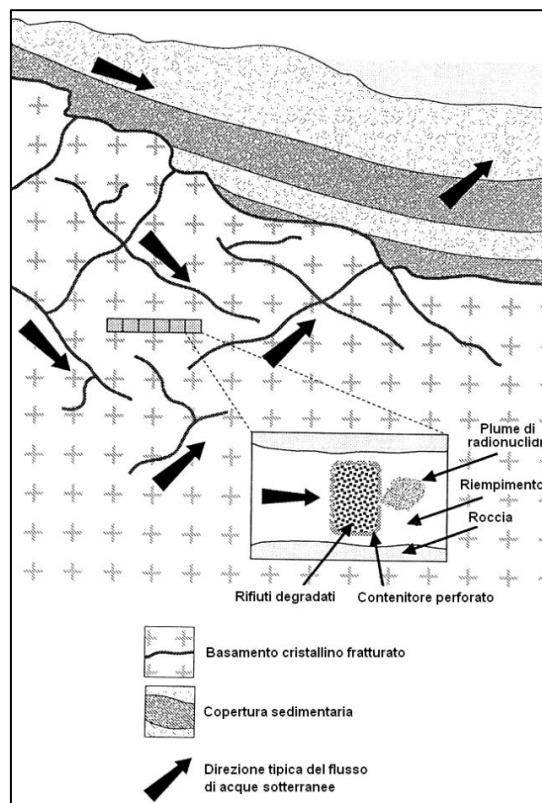 Plume di
radionuclidi
Riempimento
Roccia
Rifiuti degradati
Contenitore perforato
Basamento cristallino fratturato
Copertura sedimentaria
Direzione tipica del flusso
di acque sotterranee